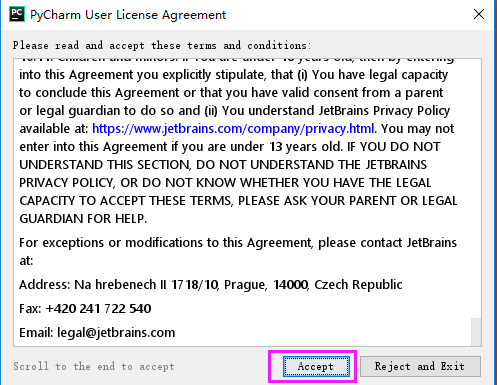 PyCharm User License Agreement
Please read and accept these terms and conditions:
into this Agreement you explicitly stipulate, that (i) You have legal capacity
to conclude this Agreement or that you have valid consent from a parent
or legal guardian to do so and (ii) You understand JetBrains Privacy Policy
available at: https://www.jetbrains.com/company/privacy.html. You may not
enter into this Agreement if you are under 13 years old. IF YOU DO NOT
UNDERSTAND THIS SECTION, DO NOT UNDERSTAND THE JETBRAINS
PRIVACY POLICY, OR DO NOT KNOW WHETHER YOU HAVE THE LEGAL
CAPACITY TO ACCEPT THESE TERMS, PLEASE ASK YOUR PARENT OR LEGAL
GUARDIAN FOR HELP.
For exceptions or modifications to this Agreement, please contact JetBrains
at:
Address: Na hrebenech II 1718/10, Prague, 14000, Czech Republic
Fax: +420 241 722 540
Email: legal@jetbrains.com
Scroll to the end to accept
Accept
Reject and Exit